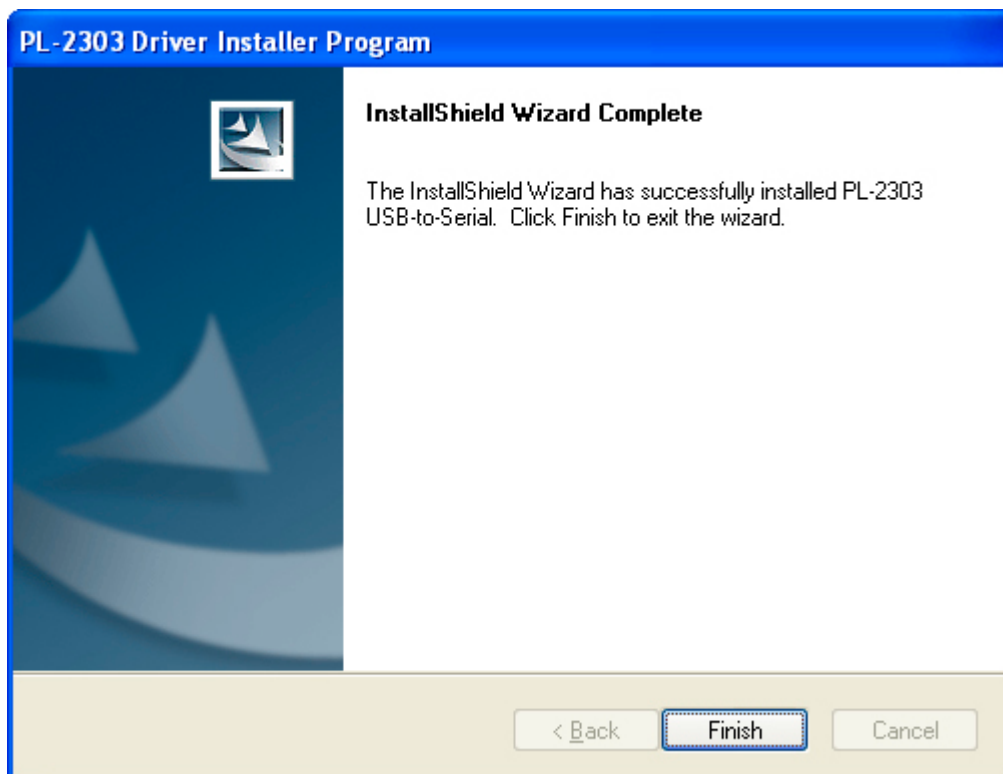 PL-2303 Driver Installer Program
InstallShield Wizard Complete
The InstallShield Wizard has successfully installed PL-2303
USB-to-Serial.  Click Finish to exit the wizard.
< Back
Finish
Cancel